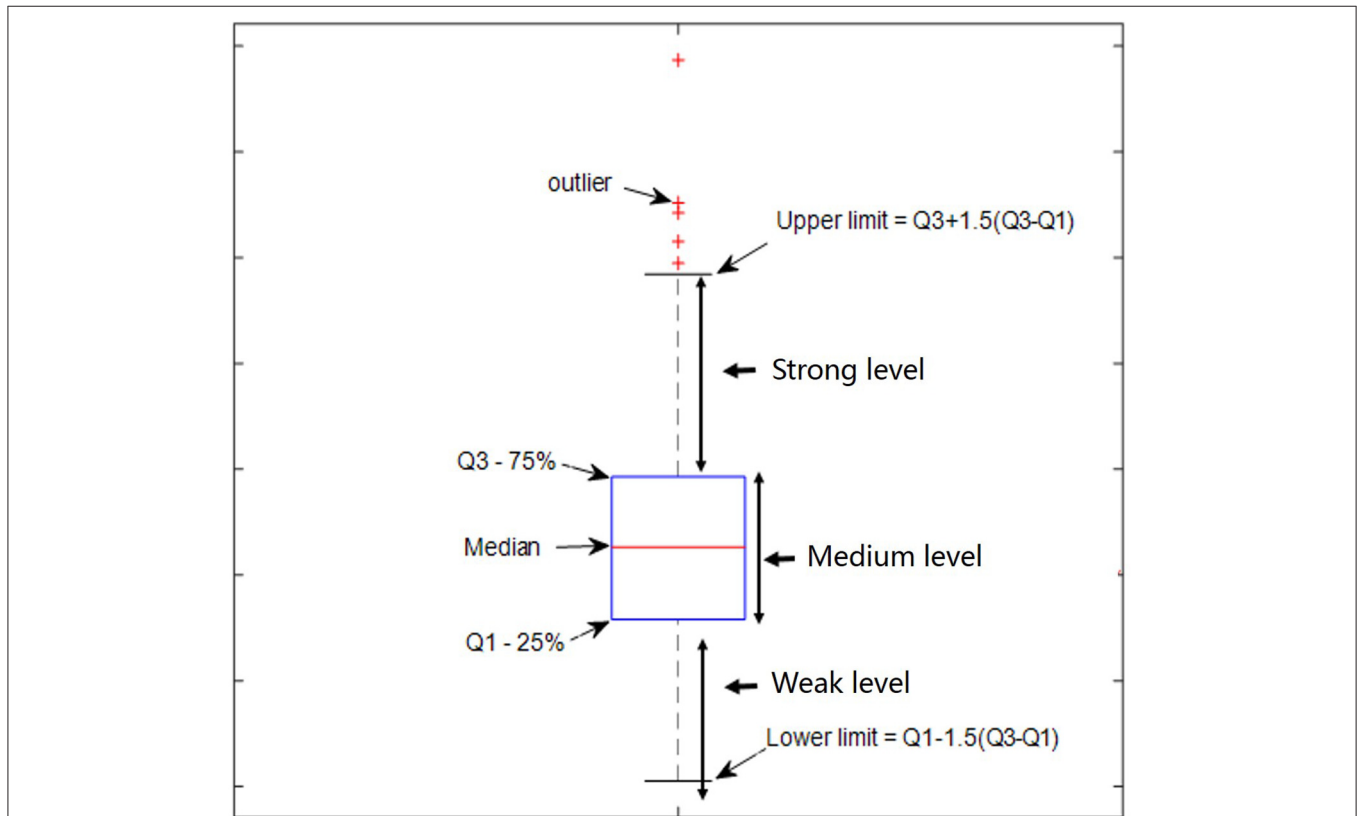 outlier
Upper limit = Q3+1.5(Q3-Q1)
Strong level
Q3 - 75%
Median
Medium level
Q1 - 25%
Weak level
Lower limit = Q1-1.5(Q3-Q1)